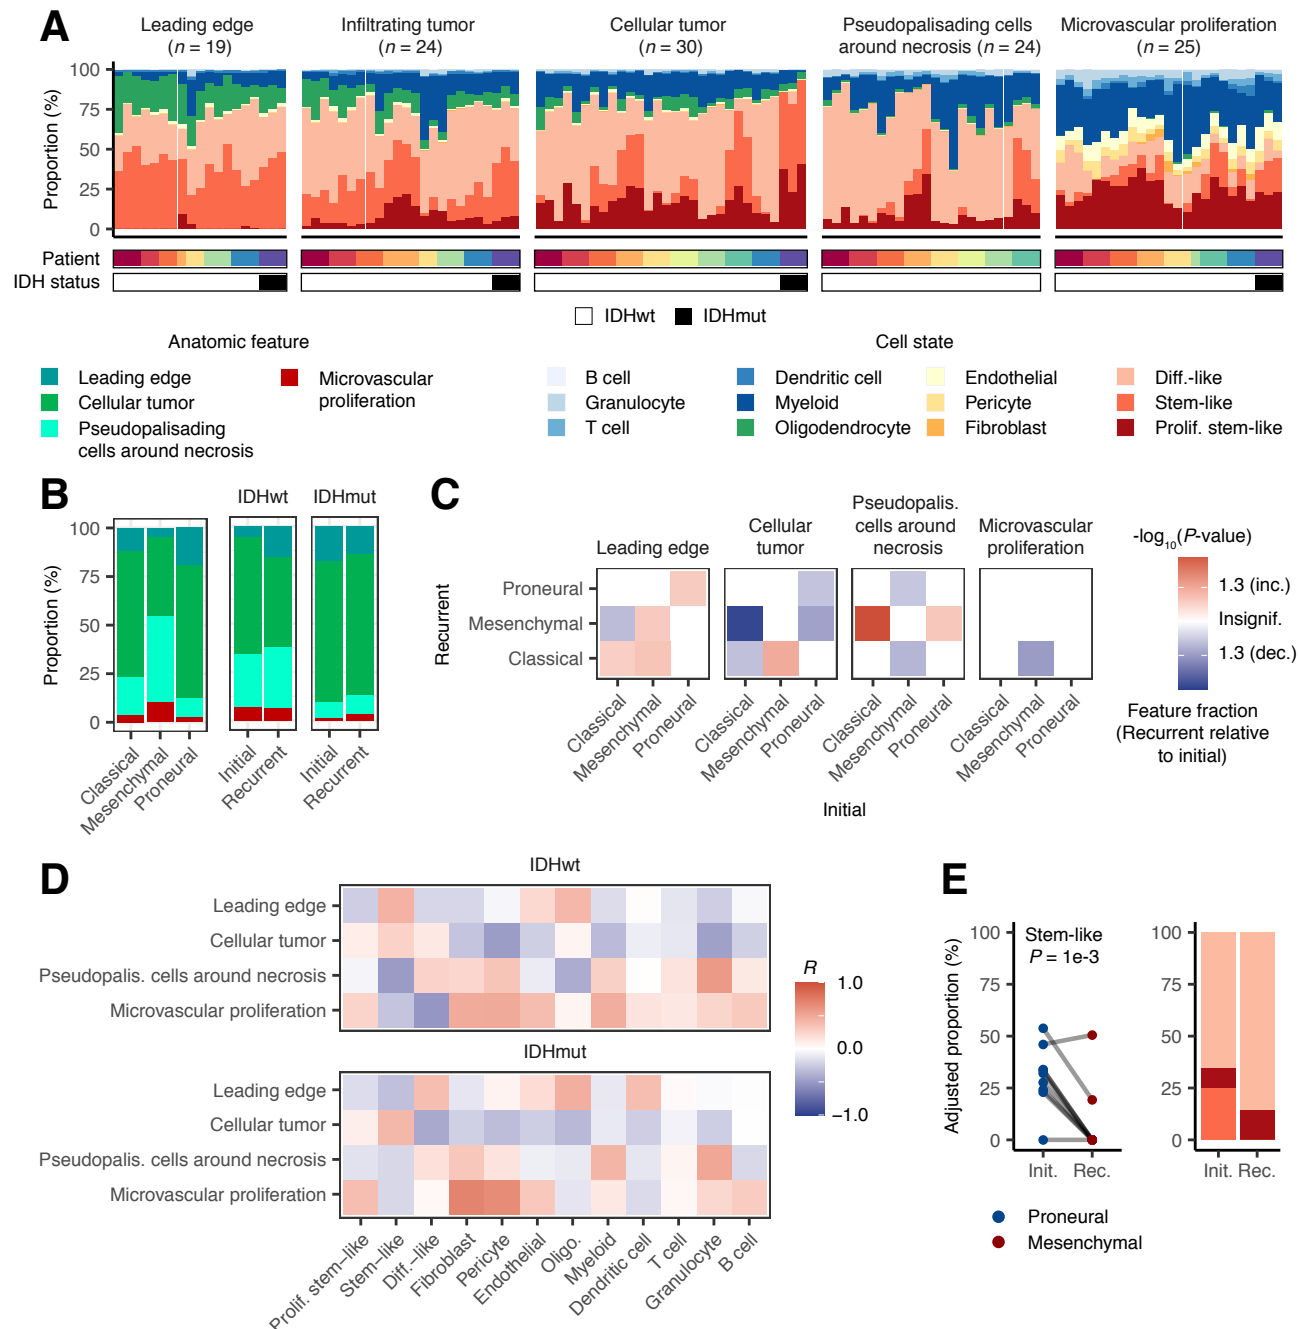 A
Leading edge
(n = 19)
Infiltrating tumor
(n = 24)
Cellular tumor
(n = 30)
Pseudopalisading cells
around necrosis (n = 24)
Microvascular proliferation
(n = 25)
Proportion (%)
100
75
50
25
0
Patient
IDH status
IDHwt
IDHmut
Anatomic feature
Leading edge
Cellular tumor
Pseudopalisading
cells around necrosis
Microvascular
proliferation
Cell state
B cell
Granulocyte
T cell
Dendritic cell
Myeloid
Oligodendrocyte
Endothelial
Pericyte
Fibroblast
Diff.-like
Stem-like
Prolif. stem-like
B
IDHwt
IDHmut
Proportion (%)
100
75
50
25
0
Classical
Mesenchymal
Proneural
Initial
Recurrent
Initial
Recurrent
C
Leading edge
Cellular
tumor
Pseudopalis.
cells around
necrosis
Microvascular
proliferation
Recurrent
Proneural
Mesenchymal
Classical
Classical
Mesenchymal
Proneural
Classical
Mesenchymal
Proneural
Classical
Mesenchymal
Proneural
Classical
Mesenchymal
Proneural
Initial
-log10(P-value)
1.3 (inc.)
Insignif.
1.3 (dec.)
Feature fraction
(Recurrent relative
to initial)
D
IDHwt
Leading edge
Cellular tumor
Pseudopalis. cells around necrosis
Microvascular proliferation
IDHmut
Leading edge
Cellular tumor
Pseudopalis. cells around necrosis
Microvascular proliferation
Prolif. stem–like
Stem–like
Diff.–like
Fibroblast
Pericyte
Endothelial
Oligo.
Myeloid
Dendritic cell
T cell
Granulocyte
B cell
R
1.0
0.0
−1.0
E
Adjusted proportion (%)
100
75
50
25
0
Stem-like
P = 1e-3
Init.
Rec.
100
75
50
25
0
Init.
Rec.
Proneural
Mesenchymal